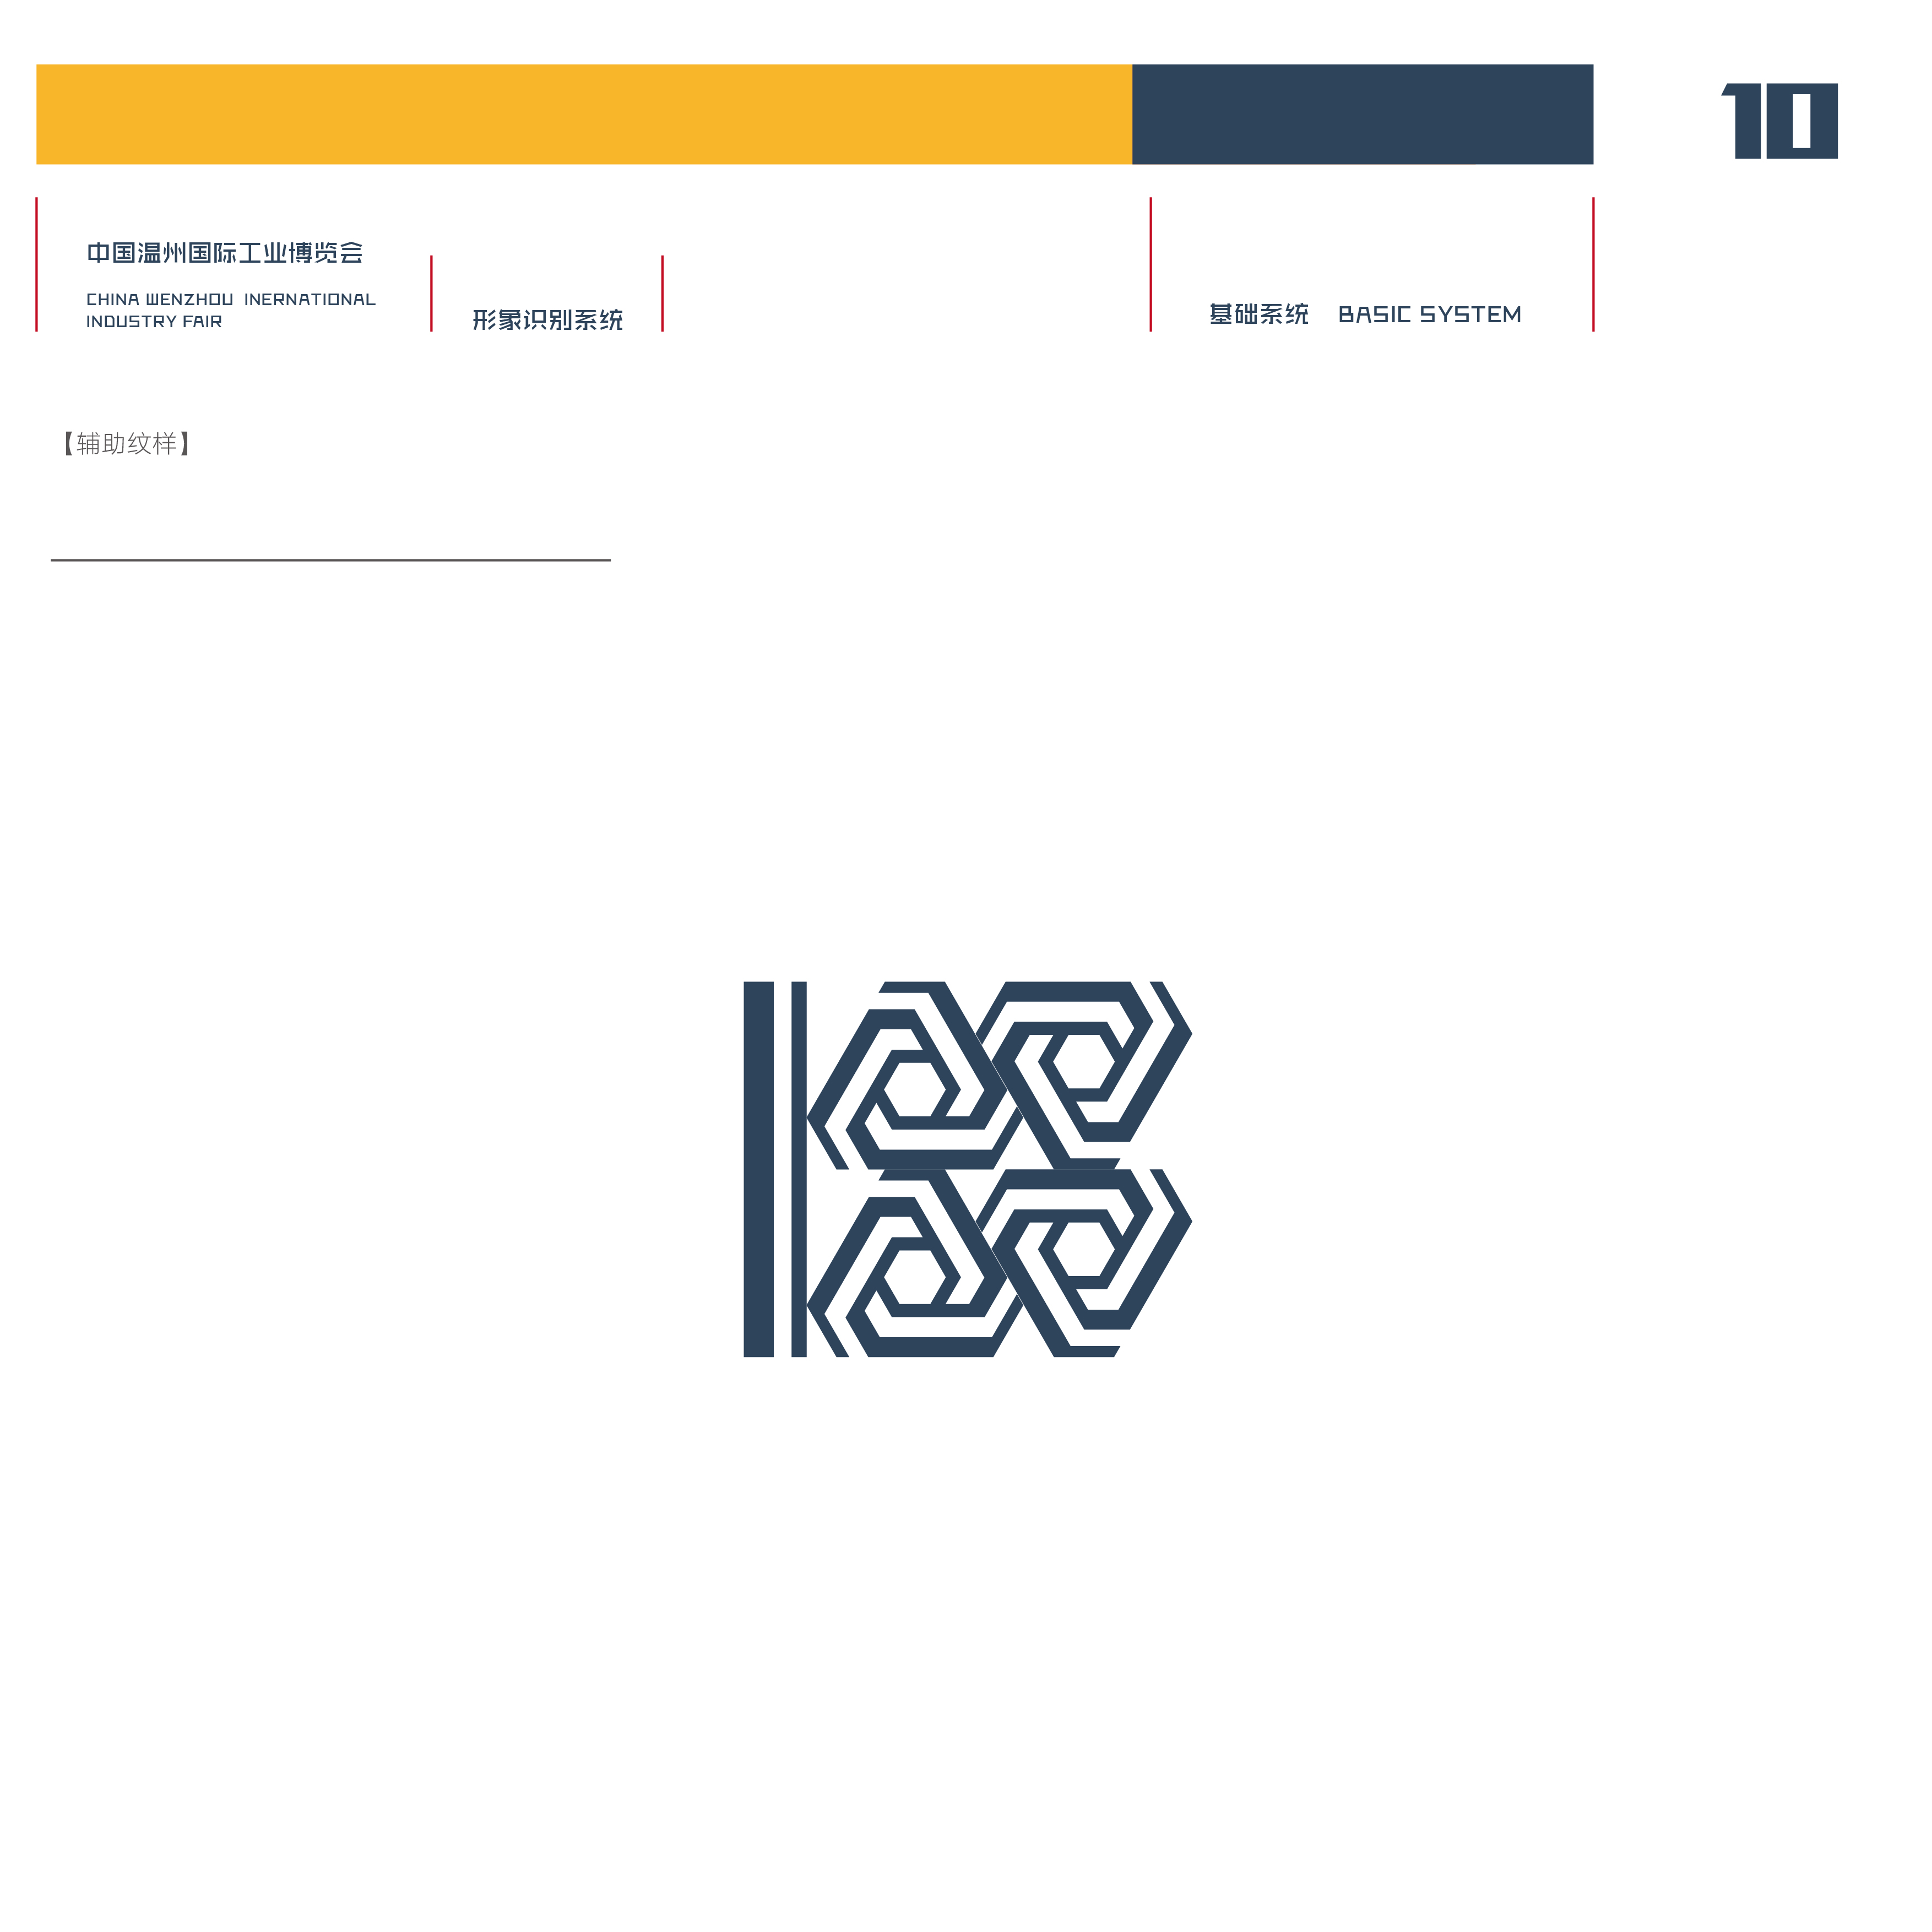 10
中国温州国际工业博览会
CHINA WENZHOU INERNATIONAL
INDUSTRY FAIR
形象识别系统
基础系统 BASIC SYSTEM
【辅助纹样】